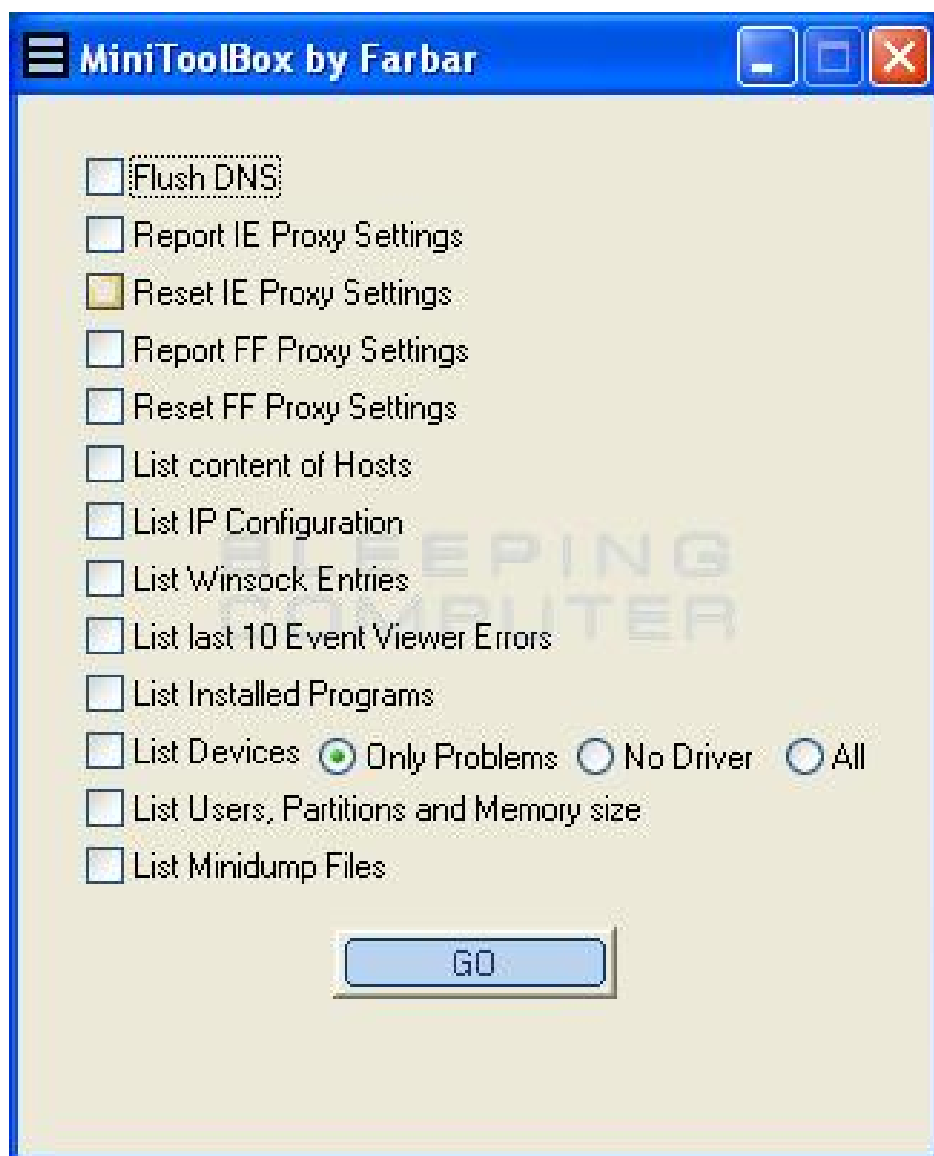 MiniToolBox by Farbar
Flush DNS
Report IE Proxy Settings
Reset IE Proxy Settings
Report FF Proxy Settings
Reset FF Proxy Settings
List content of Hosts
List IP Configuration
BLEEPING
COMPUTER
List Winsock Entries
List last 10 Event Viewer Errors
List Installed Programs
List Devices Only Problems No Driver All
List Users, Partitions and Memory size
List Minidump Files
GO